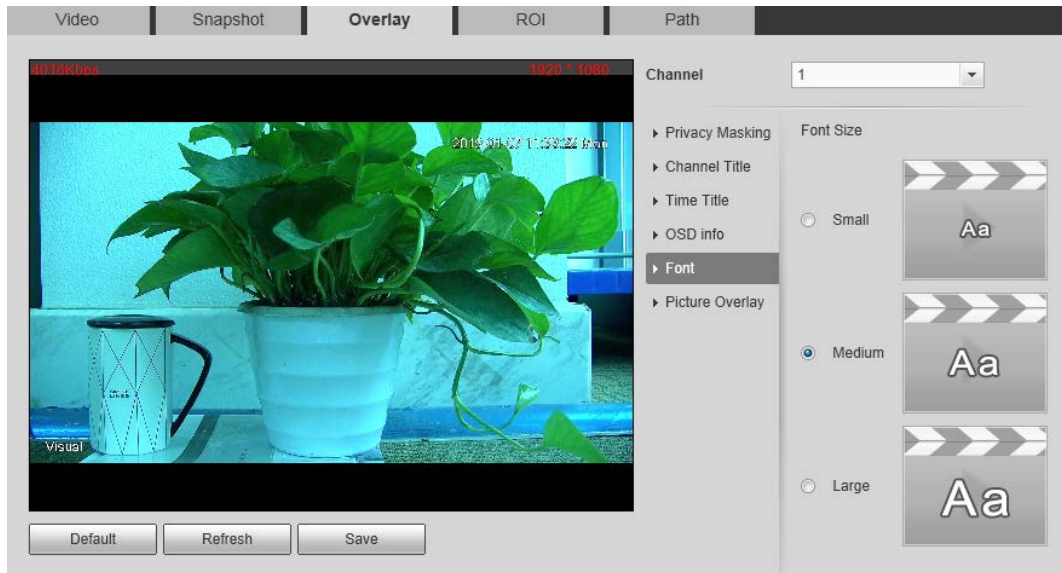 Video Snapshot Overlay ROI Path
4016Kbps 1920 * 1080
Channel 1
Privacy Masking
Channel Title
Time Title
OSD info
Font
Picture Overlay
Font Size
Small Aa
Medium Aa
Large Aa
Visual
Default Refresh Save